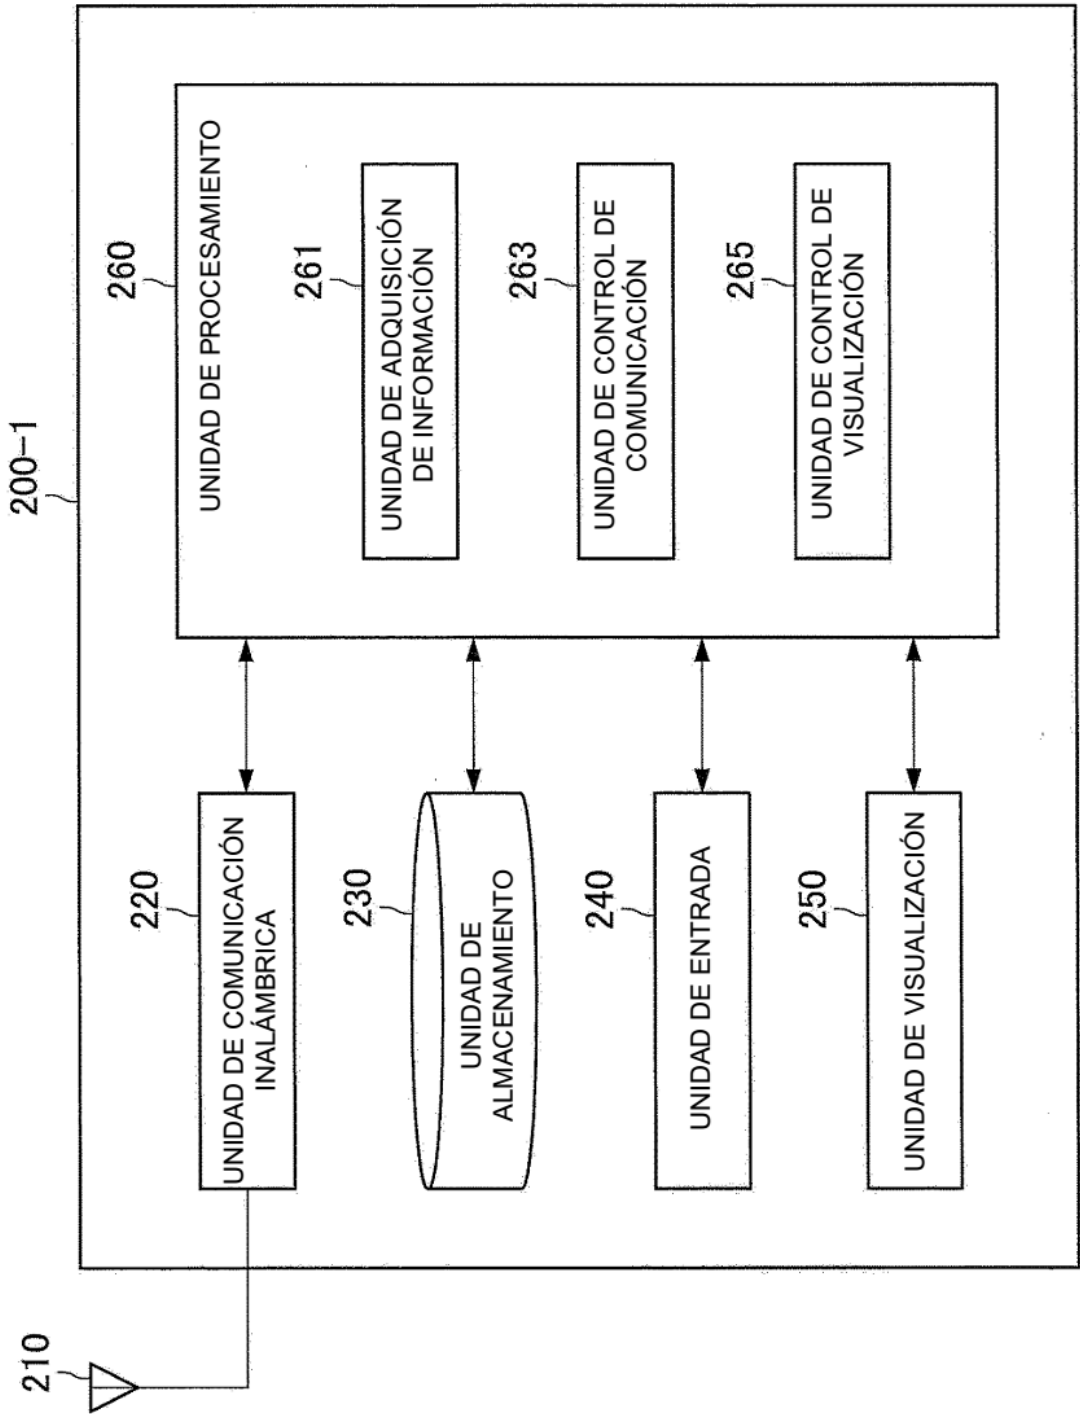 200-1
210
220
UNIDAD DE COMUNICACIÓN
INALÁMBRICA
260
UNIDAD DE PROCESAMIENTO
230
UNIDAD DE
ALMACENAMIENTO
261
UNIDAD DE ADQUISICIÓN
DE INFORMACIÓN
240
UNIDAD DE ENTRADA
263
UNIDAD DE CONTROL DE
COMUNICACIÓN
250
UNIDAD DE VISUALIZACIÓN
265
UNIDAD DE CONTROL DE
VISUALIZACIÓN